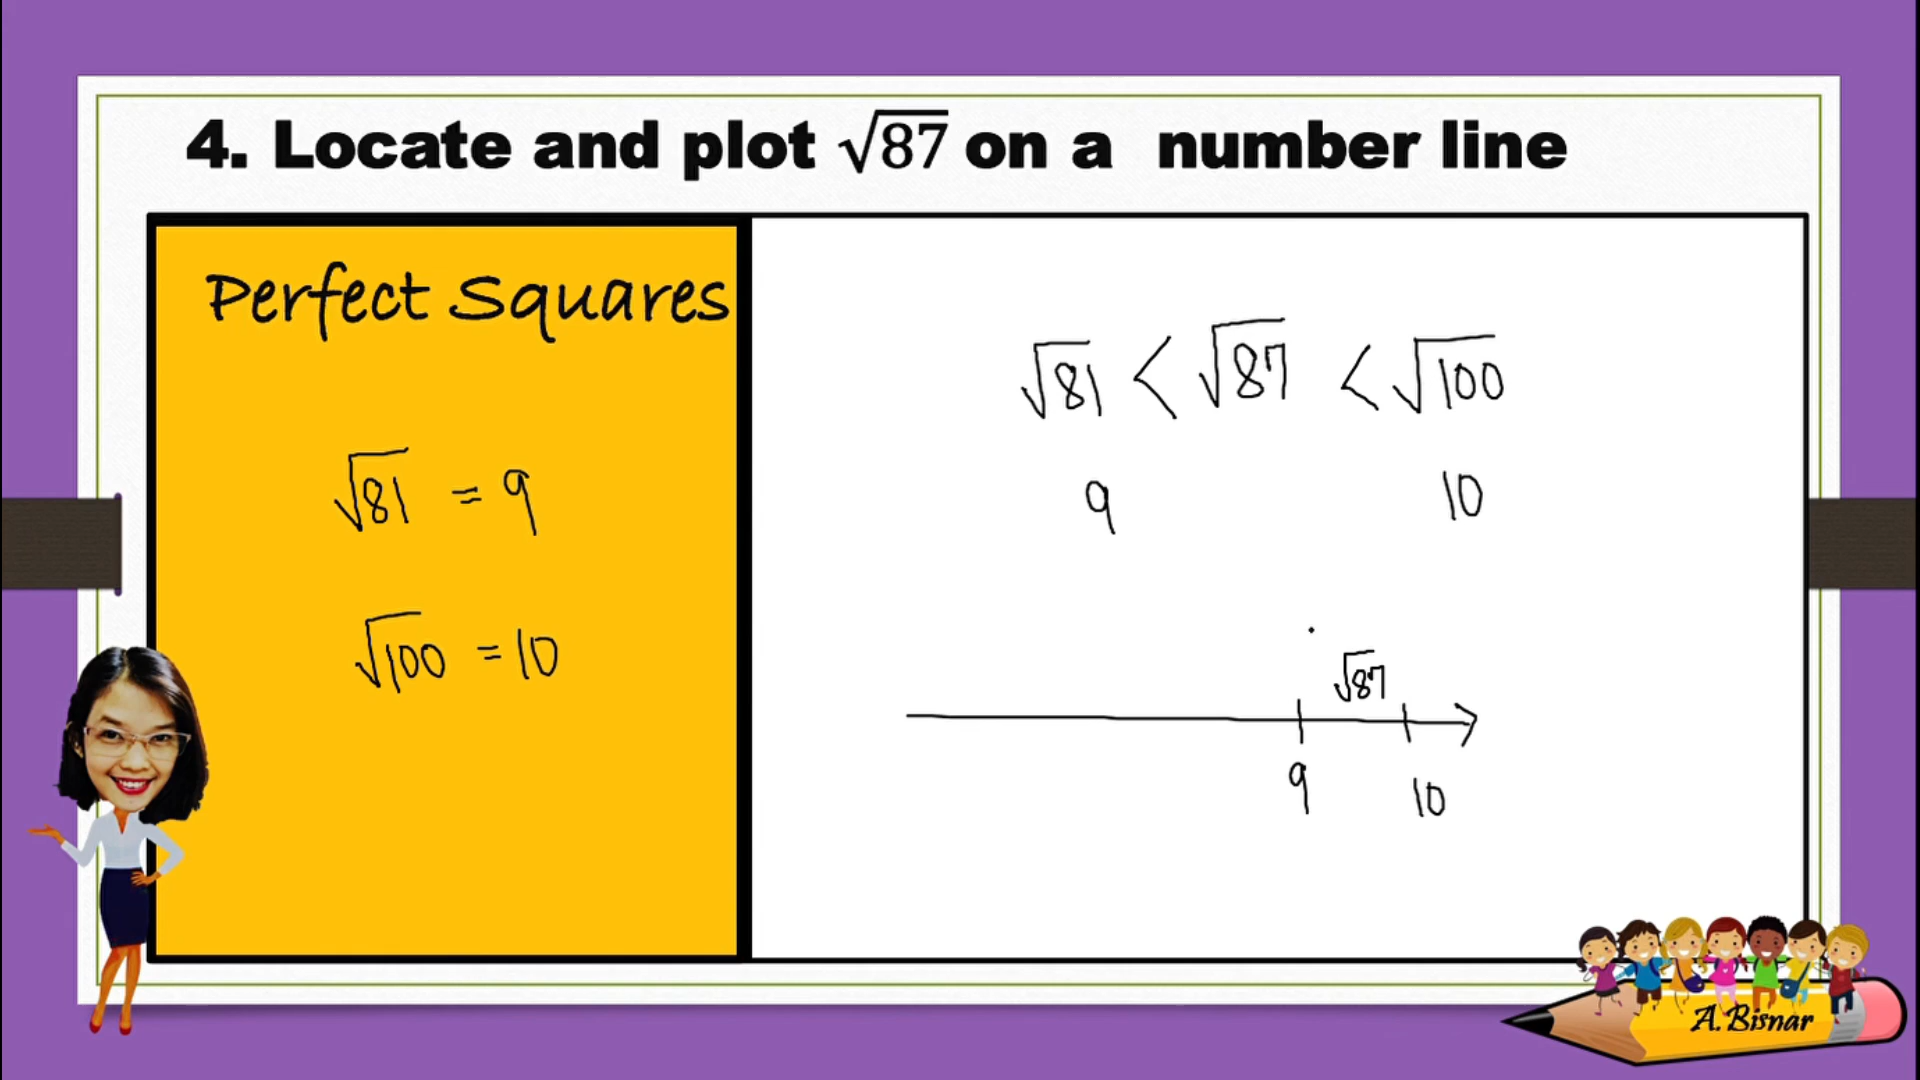 4. Locate and plot √87 on a number line
Perfect Squares
√81 = 9
√100 = 10
√81 < √87 < √100
9 10
√87
9 10
A. Bisnar